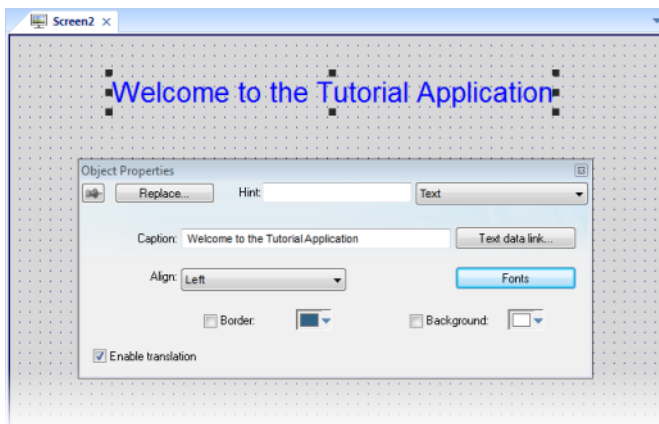 Screen2
Welcome to the Tutorial Application
Object Properties
Replace... Hint: Text
Caption: Welcome to the Tutorial Application Text data link...
Align: Left Fonts
Border: Background:
Enable translation